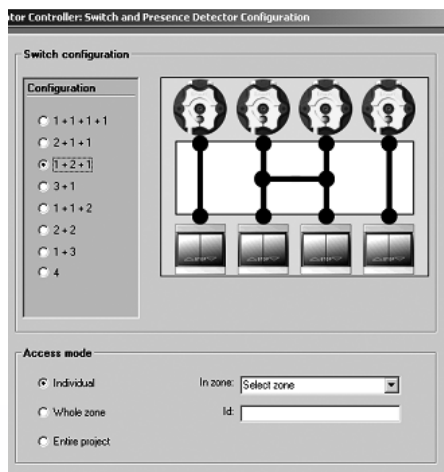 tor Controller: Switch and Presence Detector Configuration
Switch configuration
Configuration
1 + 1 + 1 + 1
2 + 1 + 1
1 + 2 + 1
3 + 1
1 + 1 + 2
2 + 2
1 + 3
4
Access mode
Individual
In zone: Select zone
Whole zone
Id:
Entire project